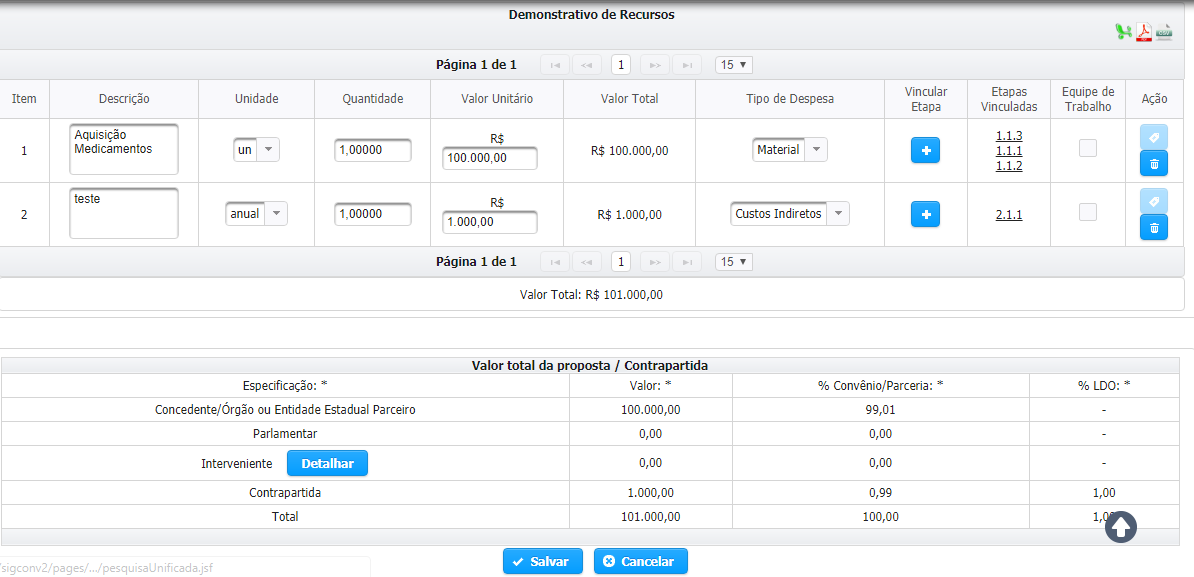 Demonstrativo de Recursos
Página 1 de 1 1 15
Item Descrição Unidade Quantidade Valor Unitário Valor Total Tipo de Despesa Vincular Etapa Etapas Vinculadas Equipe de Trabalho Ação
1 Aquisição Medicamentos un 1,00000 R$ 100.000,00 R$ 100.000,00 Material 1.1.3 1.1.1 1.1.2
2 teste anual 1,00000 R$ 1.000,00 R$ 1.000,00 Custos Indiretos 2.1.1
Página 1 de 1 1 15
Valor Total: R$ 101.000,00
Valor total da proposta / Contrapartida
Especificação: * Valor: * % Convênio/Parceria: * % LDO: *
Concedente/Órgão ou Entidade Estadual Parceiro 100.000,00 99,01 -
Parlamentar 0,00 0,00 -
Interveniente Detalhar 0,00 0,00 -
Contrapartida 1.000,00 0,99 1,00
Total 101.000,00 100,00
Salvar Cancelar
/sigconv2/pages/.../pesquisaUnificada.jsf